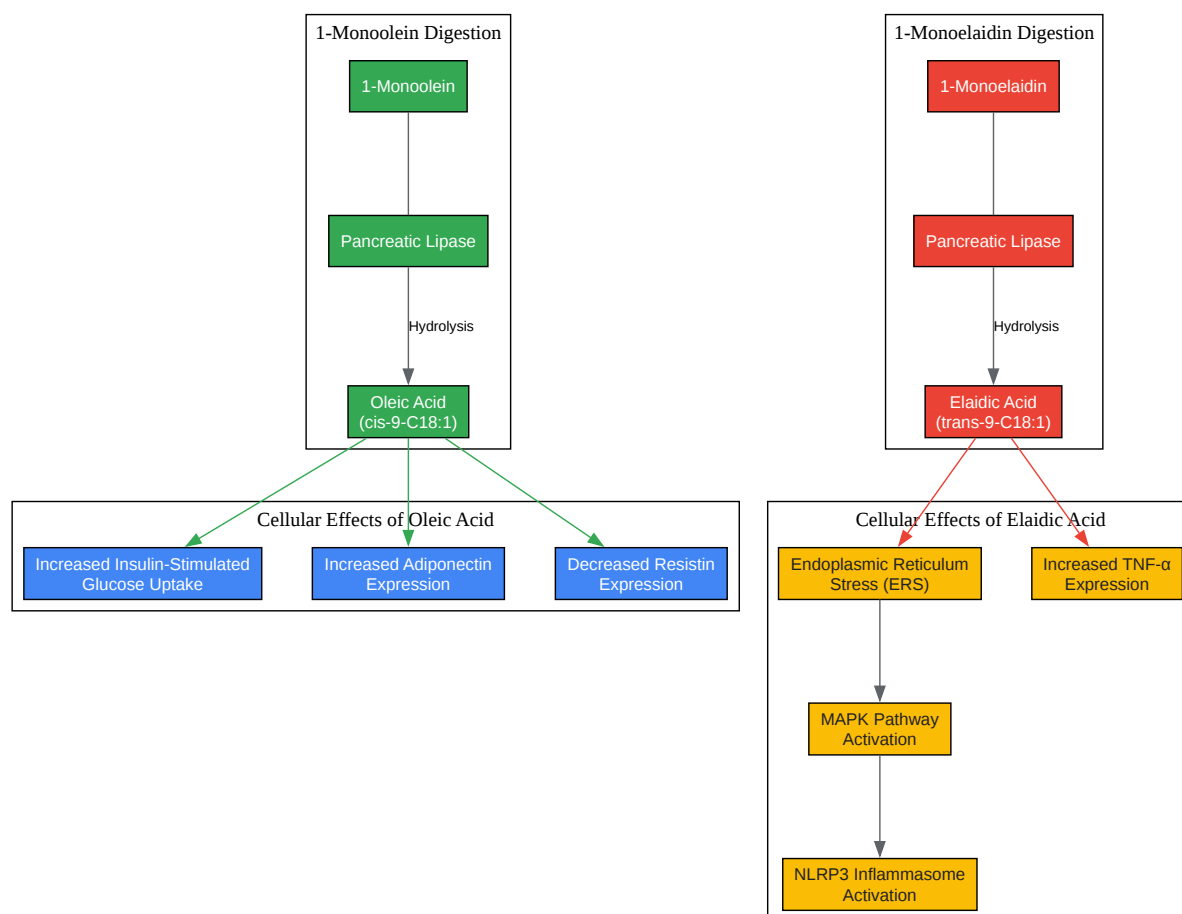 1-Monoolein Digestion
1-Monoolein
Pancreatic Lipase
Hydrolysis
Oleic Acid
(cis-9-C18:1)
Cellular Effects of Oleic Acid
Increased Insulin-Stimulated
Glucose Uptake
Increased Adiponectin
Expression
Decreased Resistin
Expression
1-Monoelaidin Digestion
1-Monoelaidin
Pancreatic Lipase
Hydrolysis
Elaidic Acid
(trans-9-C18:1)
Cellular Effects of Elaidic Acid
Endoplasmic Reticulum
Stress (ERS)
Increased TNF-α
Expression
MAPK Pathway
Activation
NLRP3 Inflammasome
Activation